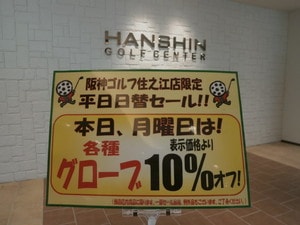 HANSHIN
GOLF CENTER
阪神ゴルフ住之江店限定
平日日替セール!!
本日、月曜日は!
各種
表示価格より
グローブ10%オフ!